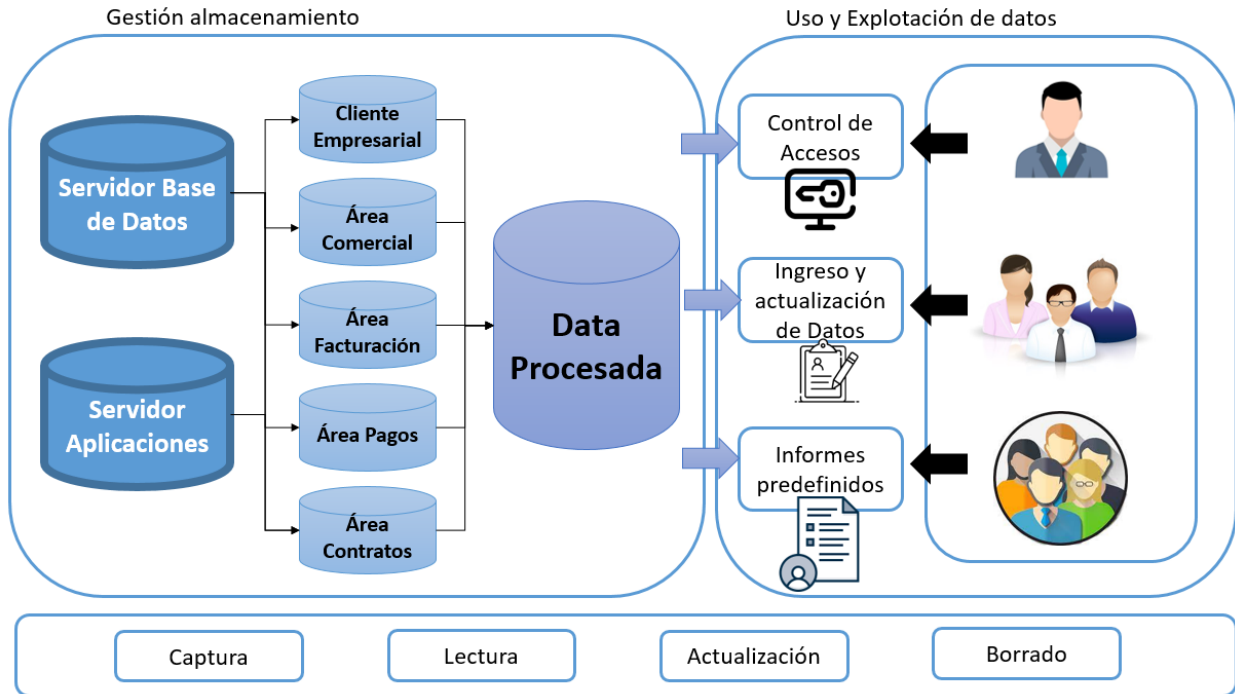 Gestión almacenamiento
Uso y Explotación de datos
Servidor Base
de Datos
Servidor
Aplicaciones
Cliente
Empresarial
Área
Comercial
Área
Facturación
Área Pagos
Área
Contratos
Data
Procesada
Control de
Accesos
Ingreso y
actualización
de Datos
Informes
predefinidos
Captura
Lectura
Actualización
Borrado